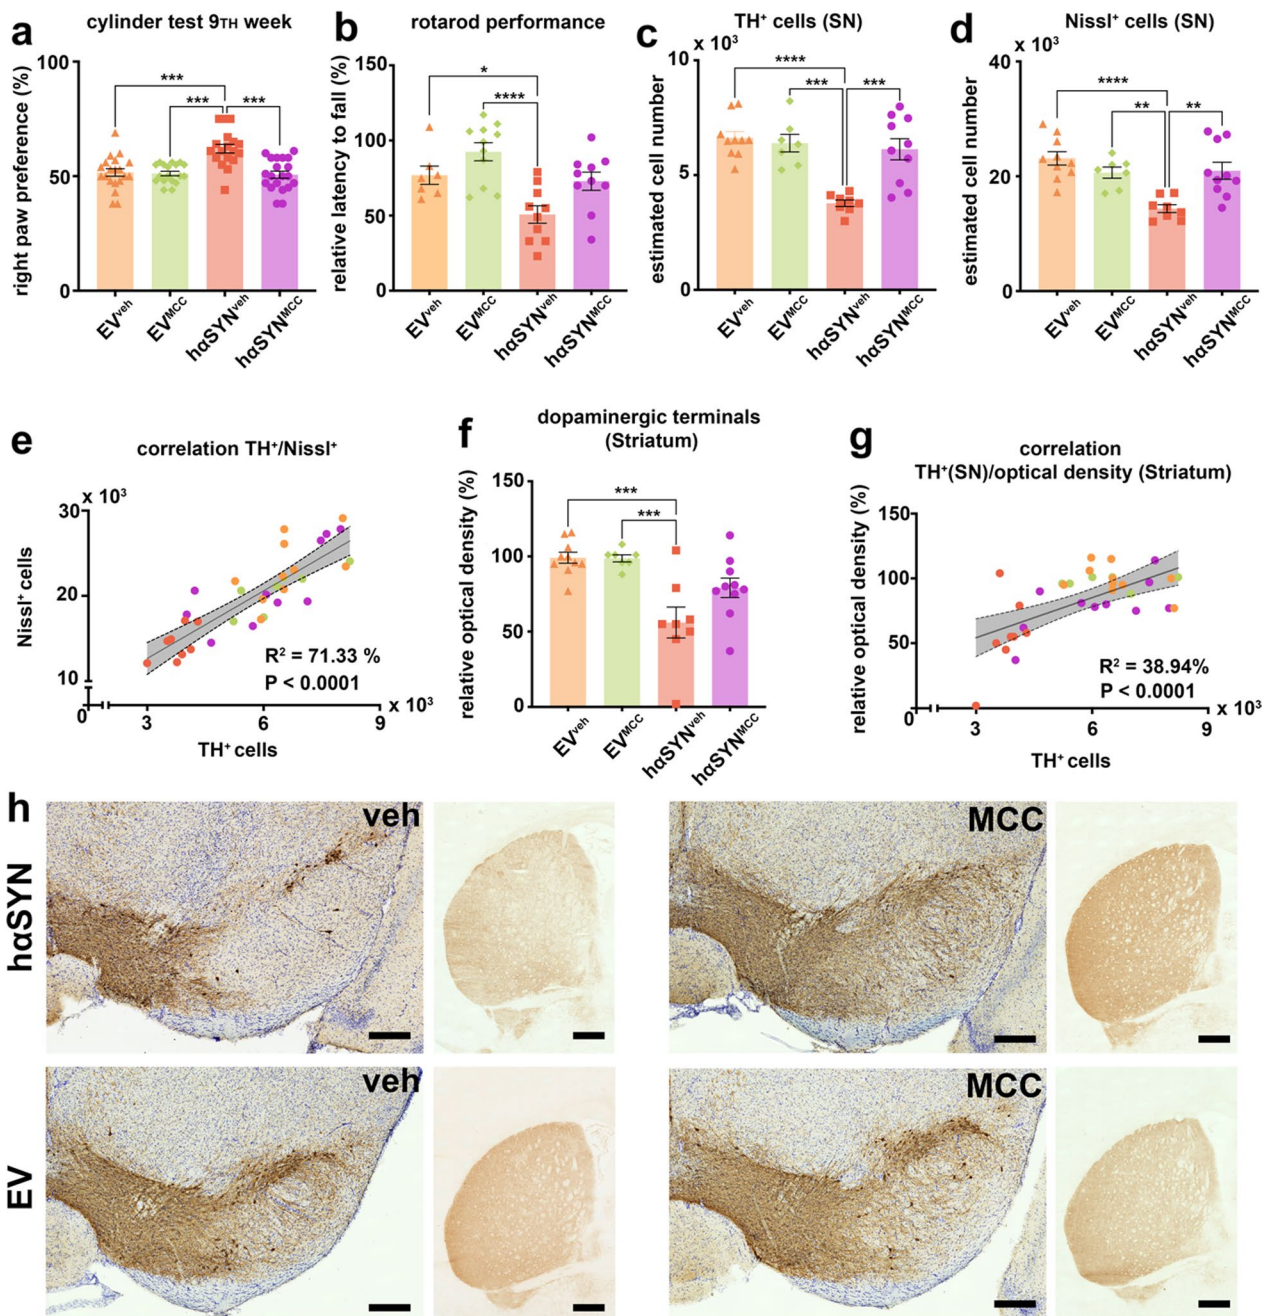 a
cylinder test 9TH week
right paw preference (%)
100
50
0
***
***
***
EVveh
EVMCC
hαSYNveh
hαSYNMCC
b
rotarod performance
relative latency to fall (%)
150
100
50
0
*
****
EVveh
EVMCC
hαSYNveh
hαSYNMCC
c
TH+ cells (SN)
x 10³
estimated cell number
10
5
0
****
***
***
EVveh
EVMCC
hαSYNveh
hαSYNMCC
d
Nissl+ cells (SN)
x 10³
estimated cell number
40
20
0
****
**
**
EVveh
EVMCC
hαSYNveh
hαSYNMCC
e
correlation TH+/Nissl+
x 10³
Nissl+ cells
30
20
10
0
R² = 71.33 %
P < 0.0001
3
6
9
x 10³
TH+ cells
f
dopaminergic terminals
(Striatum)
relative optical density (%)
150
100
50
0
***
***
EVveh
EVMCC
hαSYNveh
hαSYNMCC
g
correlation
TH+(SN)/optical density (Striatum)
relative optical density (%)
150
100
50
0
R² = 38.94%
P < 0.0001
3
6
9
x 10³
TH+ cells
h
hαSYN
veh
MCC
EV
veh
MCC